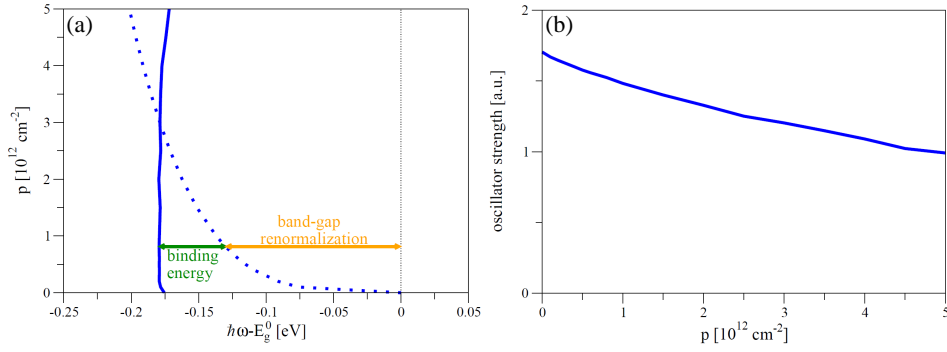 (a)
5
4
3
2
1
0
p [10^12 cm^-2]
band-gap
renormalization
binding
energy
-0.25
-0.2
-0.15
-0.1
-0.05
0
0.05
ħω-E_g^0 [eV]
(b)
2
1
0
oscillator strength [a.u.]
0
1
2
3
4
5
p [10^12 cm^-2]